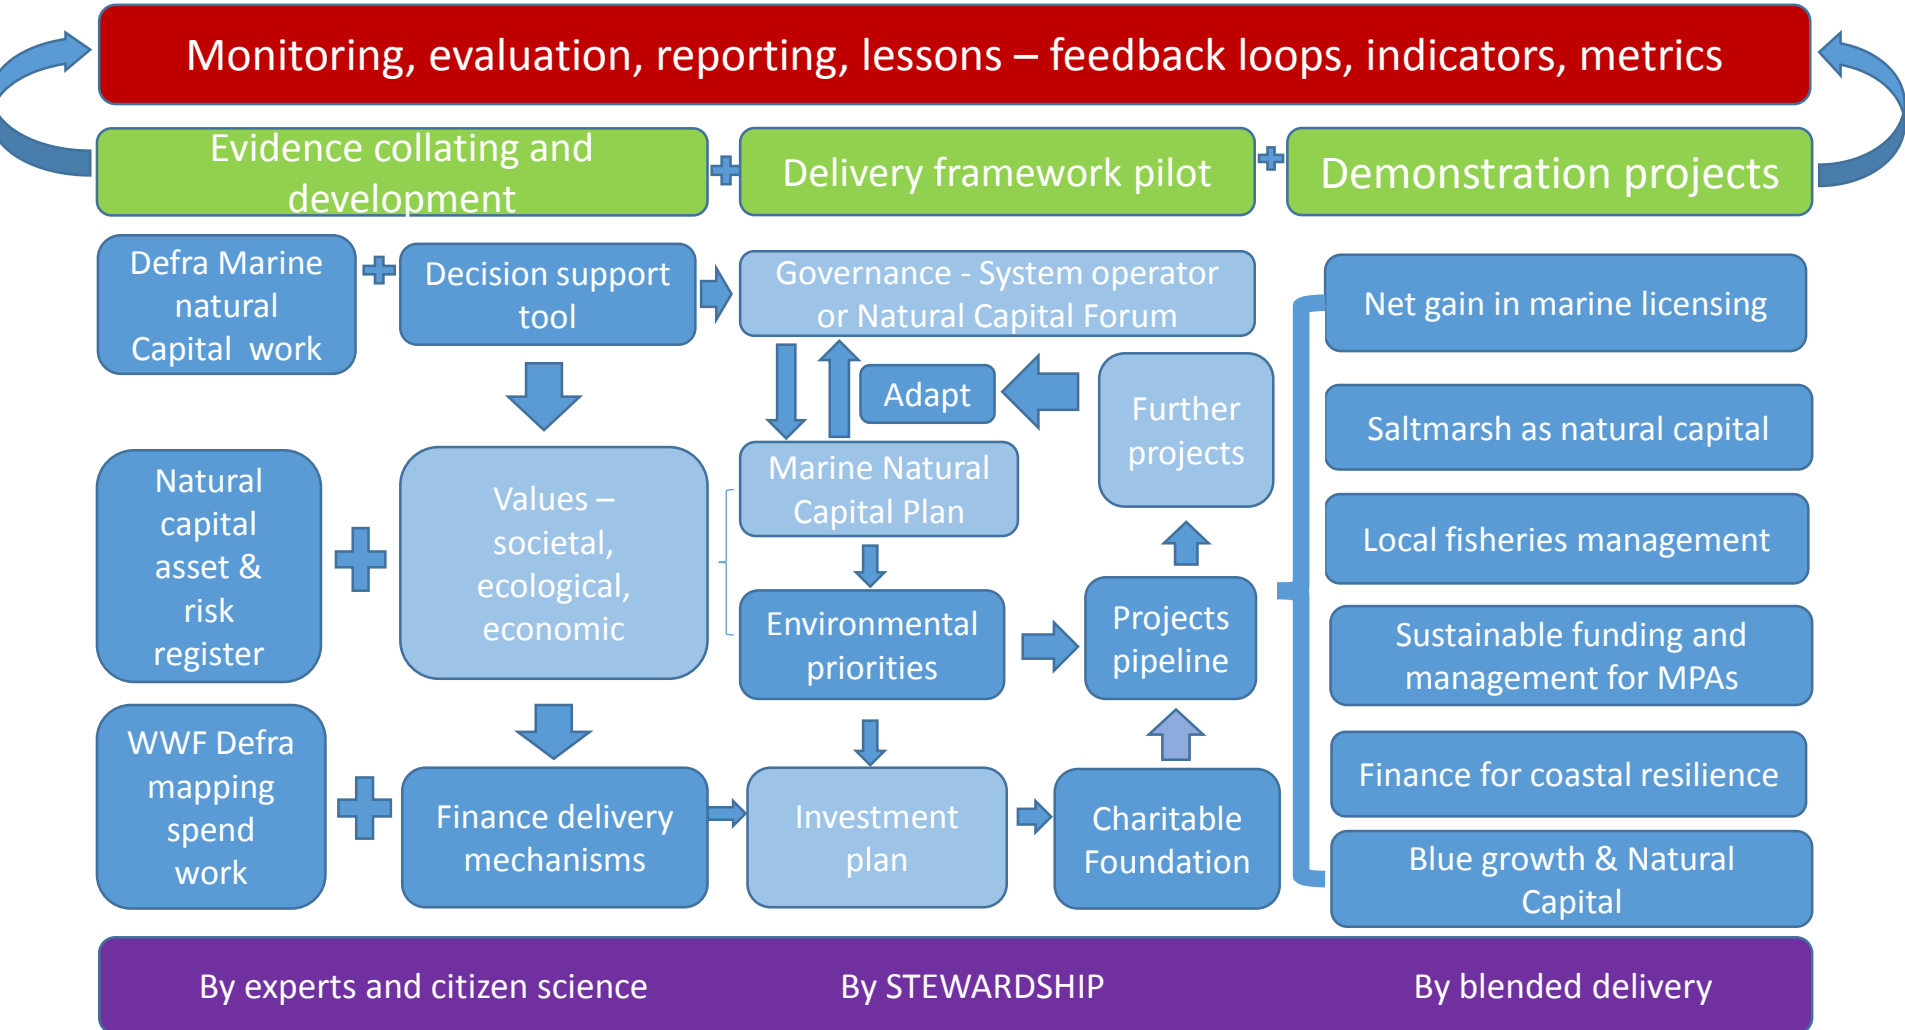 Monitoring, evaluation, reporting, lessons – feedback loops, indicators, metrics
Evidence collating and
development
Delivery framework pilot
Demonstration projects
Defra Marine
natural
Capital work
Decision support
tool
Governance - System operator
or Natural Capital Forum
Net gain in marine licensing
Adapt
Further
projects
Saltmarsh as natural capital
Natural
capital
asset &
risk
register
Values –
societal,
ecological,
economic
Marine Natural
Capital Plan
Local fisheries management
Environmental
priorities
Projects
pipeline
Sustainable funding and
management for MPAs
WWF Defra
mapping
spend
work
Finance delivery
mechanisms
Investment
plan
Charitable
Foundation
Finance for coastal resilience
Blue growth & Natural
Capital
By experts and citizen science
By STEWARDSHIP
By blended delivery